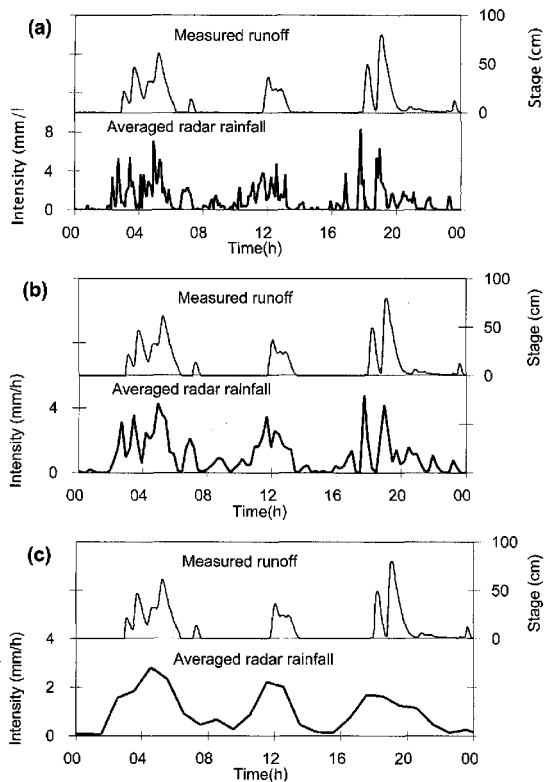 (a)
Measured runoff
100
50
0
Stage (cm)
Averaged radar rainfall
Intensity (mm/l
8
4
0
00 04 08 12 16 20 00
Time(h)
(b)
Measured runoff
100
50
0
Stage (cm)
Averaged radar rainfall
Intensity (mm/h)
4
0
00 04 08 12 16 20 00
Time(h)
(c)
Measured runoff
100
50
0
Stage (cm)
Averaged radar rainfall
Intensity (mm/h)
4
2
0
00 04 08 12 16 20 00
Time(h)